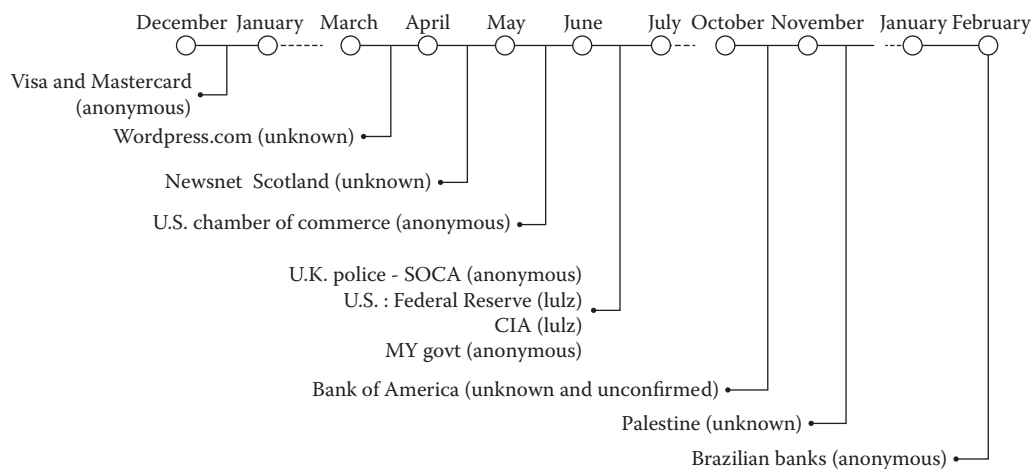 December January March April May June July October November January February
Visa and Mastercard
(anonymous)
Wordpress.com (unknown)
Newsnet Scotland (unknown)
U.S. chamber of commerce (anonymous)
U.K. police - SOCA (anonymous)
U.S. : Federal Reserve (lulz)
CIA (lulz)
MY govt (anonymous)
Bank of America (unknown and unconfirmed)
Palestine (unknown)
Brazilian banks (anonymous)